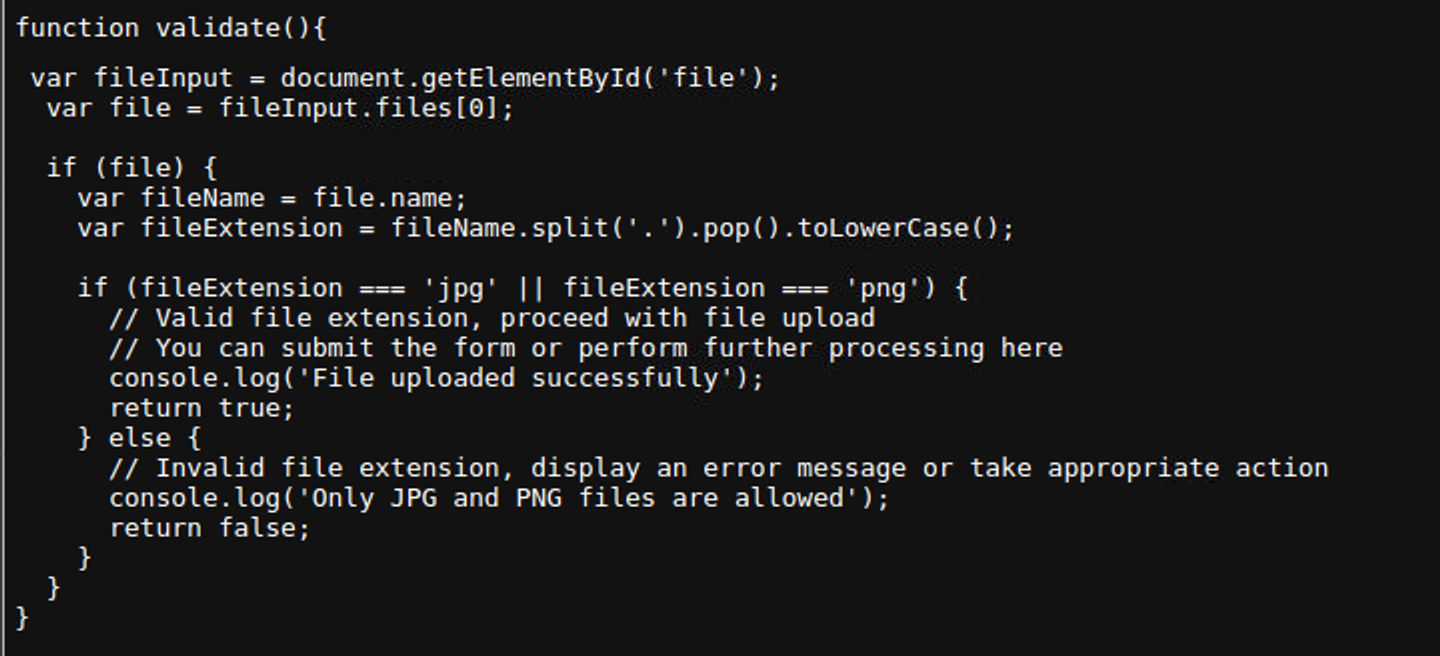 function validate(){
var fileInput = document.getElementById('file');
var file = fileInput.files[0];
if (file) {
var fileName = file.name;
var fileExtension = fileName.split('.').pop().toLowerCase();
if (fileExtension === 'jpg' || fileExtension === 'png') {
// Valid file extension, proceed with file upload
// You can submit the form or perform further processing here
console.log('File uploaded successfully');
return true;
} else {
// Invalid file extension, display an error message or take appropriate action
console.log('Only JPG and PNG files are allowed');
return false;
}
}
}